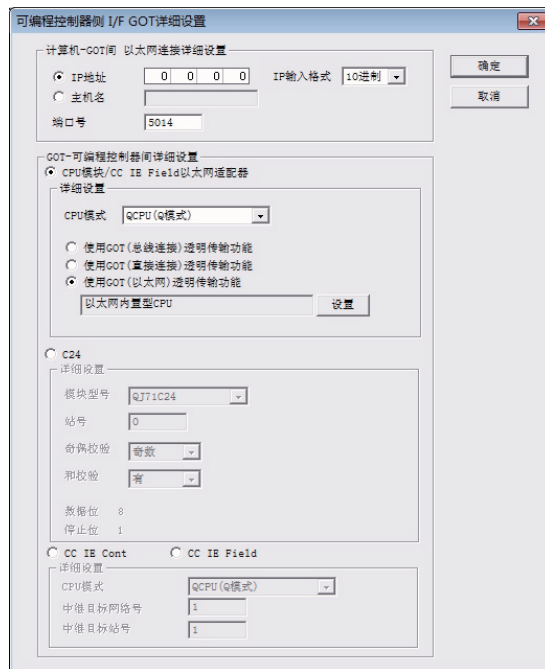 可编程控制器侧 I/F GOT详细设置
计算机-GOT间 以太网连接详细设置
IP地址 0 0 0 0 IP输入格式 10进制
主机名
端口号 5014
确定
取消
GOT-可编程控制器间详细设置
CPU模块/CC IE Field以太网适配器
详细设置
CPU模式 QCPU(Q模式)
使用GOT(总线连接)透明传输功能
使用GOT(直接连接)透明传输功能
使用GOT(以太网)透明传输功能
以太网内置型CPU 设置
C24
详细设置
模块型号 QJ71C24
站号 0
奇偶校验 奇数
和校验 有
数据位 8
停止位 1
CC IE Cont CC IE Field
详细设置
CPU模式 QCPU(Q模式)
中继目标网络号 1
中继目标站号 1